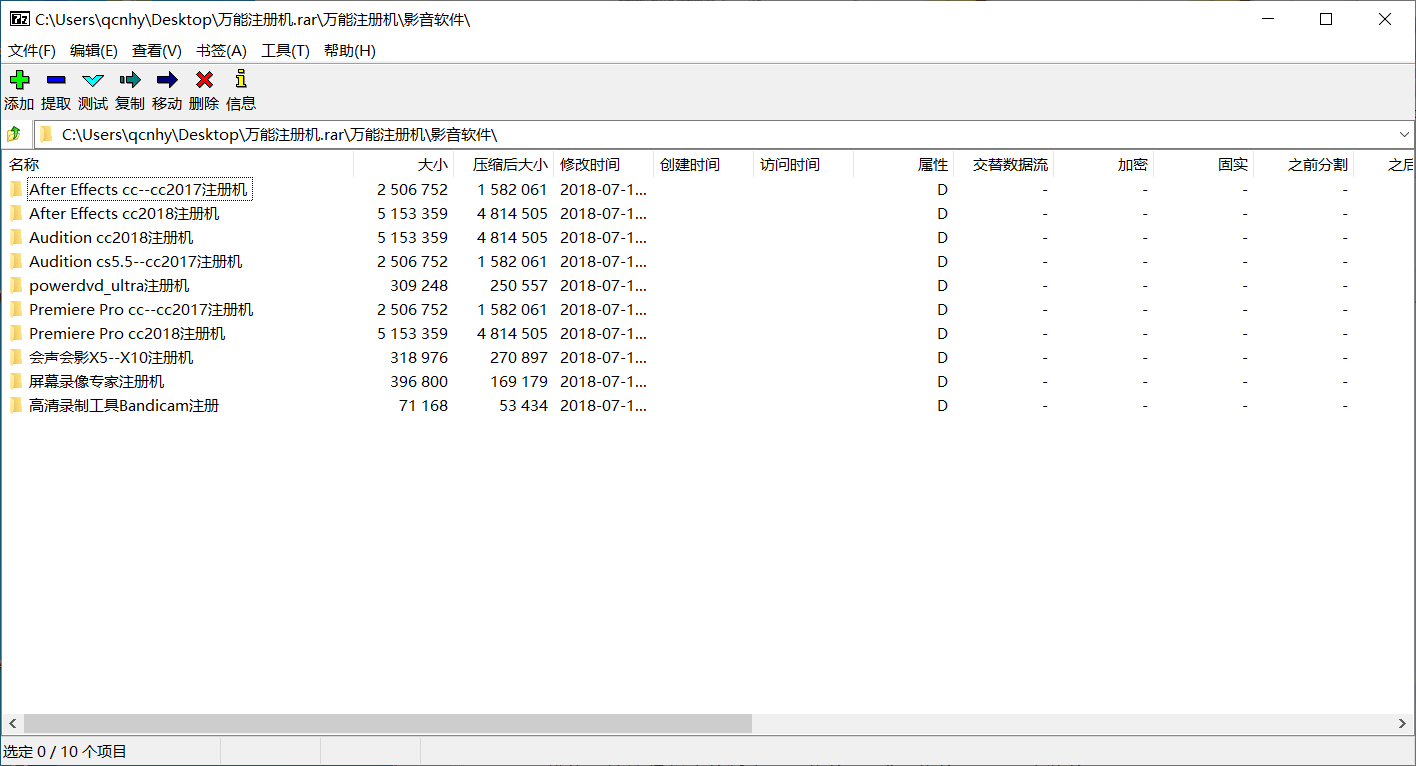 C:\Users\qcnhy\Desktop\万能注册机.rar\万能注册机\影音软件\
文件(F) 编辑(E) 查看(V) 书签(A) 工具(T) 帮助(H)
添加 提取 测试 复制 移动 删除 信息
C:\Users\qcnhy\Desktop\万能注册机.rar\万能注册机\影音软件\
名称 大小 压缩后大小 修改时间 创建时间 访问时间 属性 交替数据流 加密 固实 之前分割 之后
After Effects cc--cc2017注册机 2 506 752 1 582 061 2018-07-1... D - - - -
After Effects cc2018注册机 5 153 359 4 814 505 2018-07-1... D - - - -
Audition cc2018注册机 5 153 359 4 814 505 2018-07-1... D - - - -
Audition cs5.5--cc2017注册机 2 506 752 1 582 061 2018-07-1... D - - - -
powerdvd_ultra注册机 309 248 250 557 2018-07-1... D - - - -
Premiere Pro cc--cc2017注册机 2 506 752 1 582 061 2018-07-1... D - - - -
Premiere Pro cc2018注册机 5 153 359 4 814 505 2018-07-1... D - - - -
会声会影X5--X10注册机 318 976 270 897 2018-07-1... D - - - -
屏幕录像专家注册机 396 800 169 179 2018-07-1... D - - - -
高清录制工具Bandicam注册 71 168 53 434 2018-07-1... D - - - -
选定 0 / 10 个项目